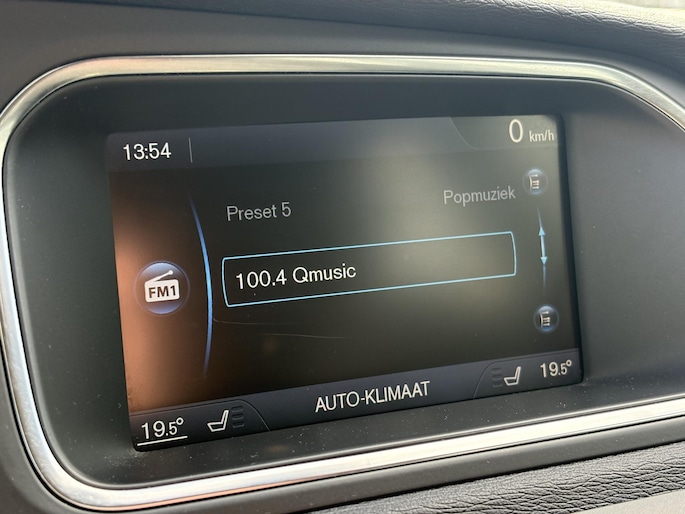 13:54
0 km/h
Preset 5
Popmuziek
100.4 Qmusic
FM1
19.5°
AUTO-KLIMAAT
19.5°